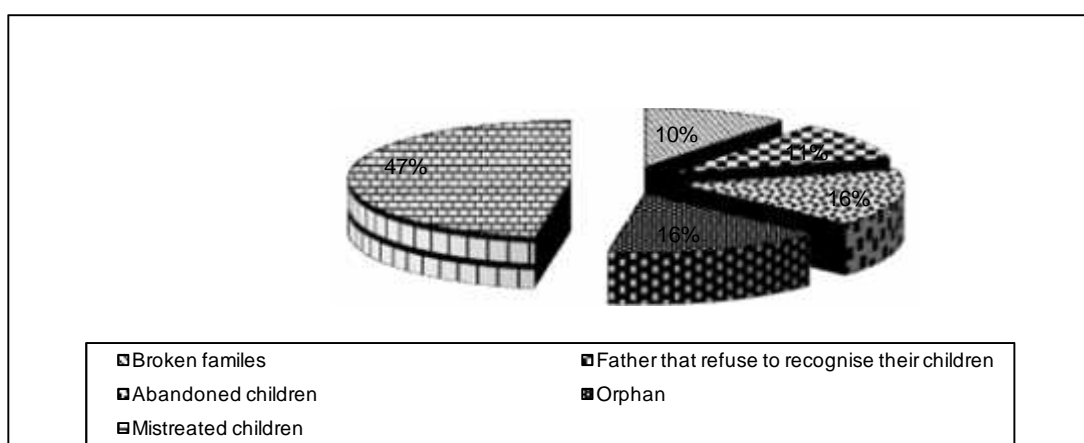 10%
11%
47%
16%
16%
Broken familes
Father that refuse to recognise their children
Abandoned children
Orphan
Mistreated children